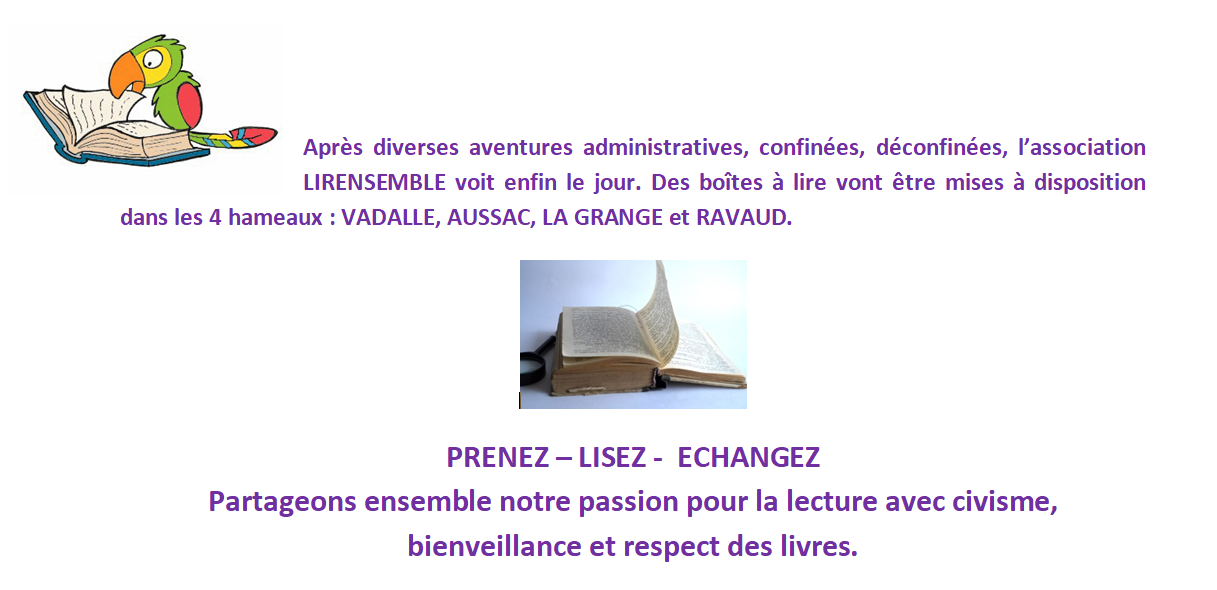 Après diverses aventures administratives, confinées, déconfinées, l’association
LIRENSEMBLE voit enfin le jour. Des boîtes à lire vont être mises à disposition
dans les 4 hameaux : VADALLE, AUSSAC, LA GRANGE et RAVAUD.
PRENEZ – LISEZ - ECHANGEZ
Partageons ensemble notre passion pour la lecture avec civisme,
bienveillance et respect des livres.